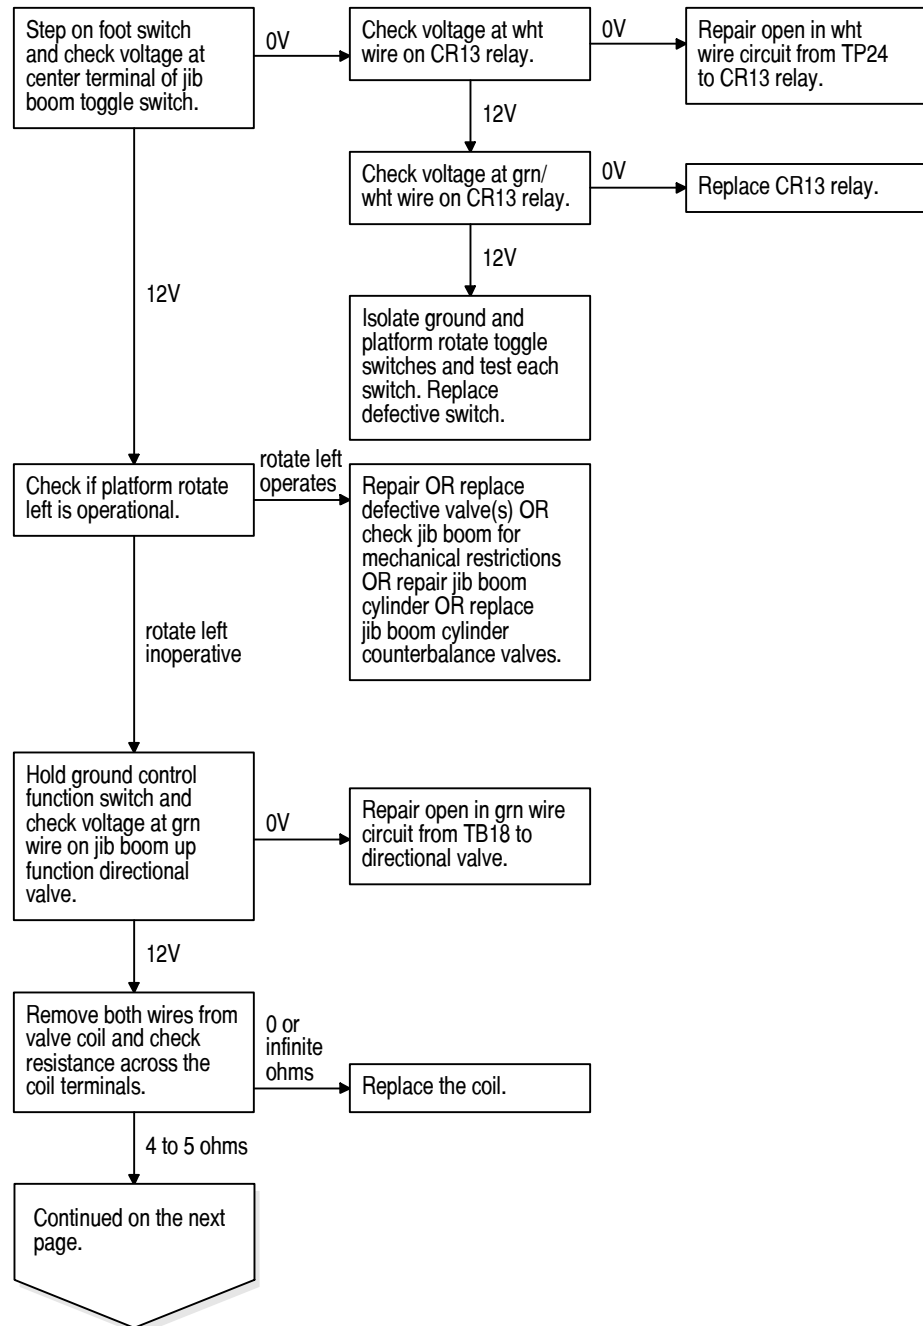 Step on foot switch
and check voltage at
center terminal of jib
boom toggle switch.
0V
Check voltage at wht
wire on CR13 relay.
0V
Repair open in wht
wire circuit from TP24
to CR13 relay.
12V
Check voltage at grn/
wht wire on CR13 relay.
0V
Replace CR13 relay.
12V
12V
Isolate ground and
platform rotate toggle
switches and test each
switch. Replace
defective switch.
Check if platform rotate
left is operational.
rotate left
operates
Repair OR replace
defective valve(s) OR
check jib boom for
mechanical restrictions
OR repair jib boom
cylinder OR replace
jib boom cylinder
counterbalance valves.
rotate left
inoperative
Hold ground control
function switch and
check voltage at grn
wire on jib boom up
function directional
valve.
0V
Repair open in grn wire
circuit from TB18 to
directional valve.
12V
Remove both wires from
valve coil and check
resistance across the
coil terminals.
0 or
infinite
ohms
Replace the coil.
4 to 5 ohms
Continued on the next
page.